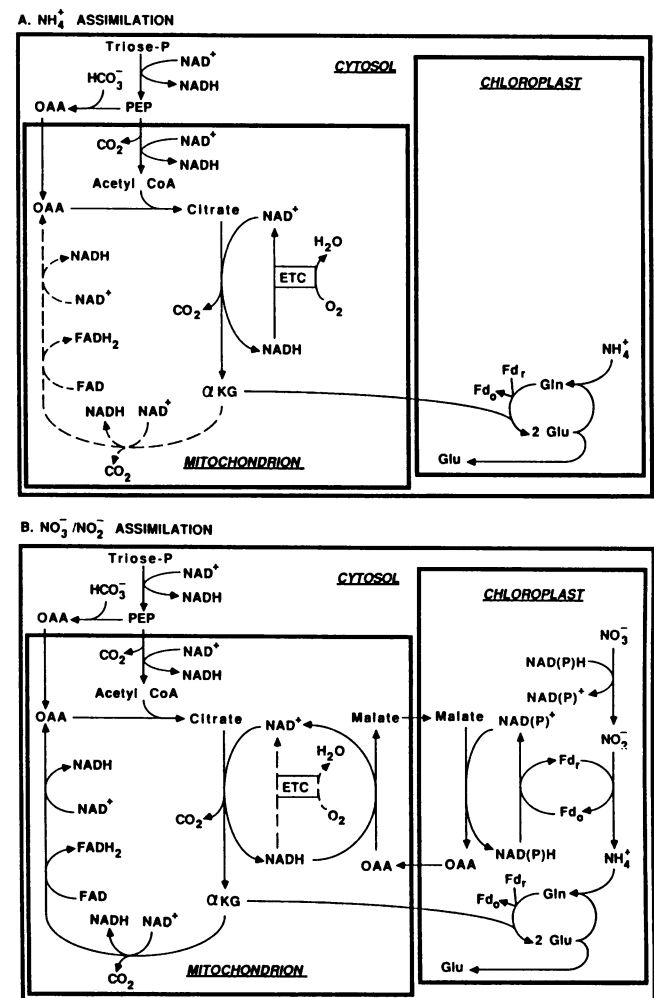 A. NH₄⁺ ASSIMILATION
Triose-P
NAD⁺
CYTOSOL
NADH
CHLOROPLAST
HCO₃⁻
OAA
PEP
CO₂
NAD⁺
NADH
Acetyl CoA
OAA
Citrate
NAD⁺
H₂O
NADH
ETC
NAD⁺
CO₂
O₂
FADH₂
NADH
NH₄⁺
FAD
αKG
Fdᵣ
Fdₒ
Gln
NADH
NAD⁺
2 Glu
CO₂
MITOCHONDRION
Glu
B. NO₃⁻/NO₂⁻ ASSIMILATION
Triose-P
NAD⁺
CYTOSOL
NADH
CHLOROPLAST
HCO₃⁻
OAA
PEP
NO₃⁻
CO₂
NAD⁺
NADH
NAD(P)H
NAD(P)⁺
Acetyl CoA
OAA
Citrate
NAD⁺
Malate
Malate
NAD(P)⁺
NO₂⁻
H₂O
NADH
ETC
Fdᵣ
NAD⁺
CO₂
O₂
Fdₒ
FADH₂
NADH
OAA
OAA
NAD(P)H
NH₄⁺
FAD
αKG
Fdᵣ
Fdₒ
Gln
NADH
NAD⁺
2 Glu
CO₂
MITOCHONDRION
Glu